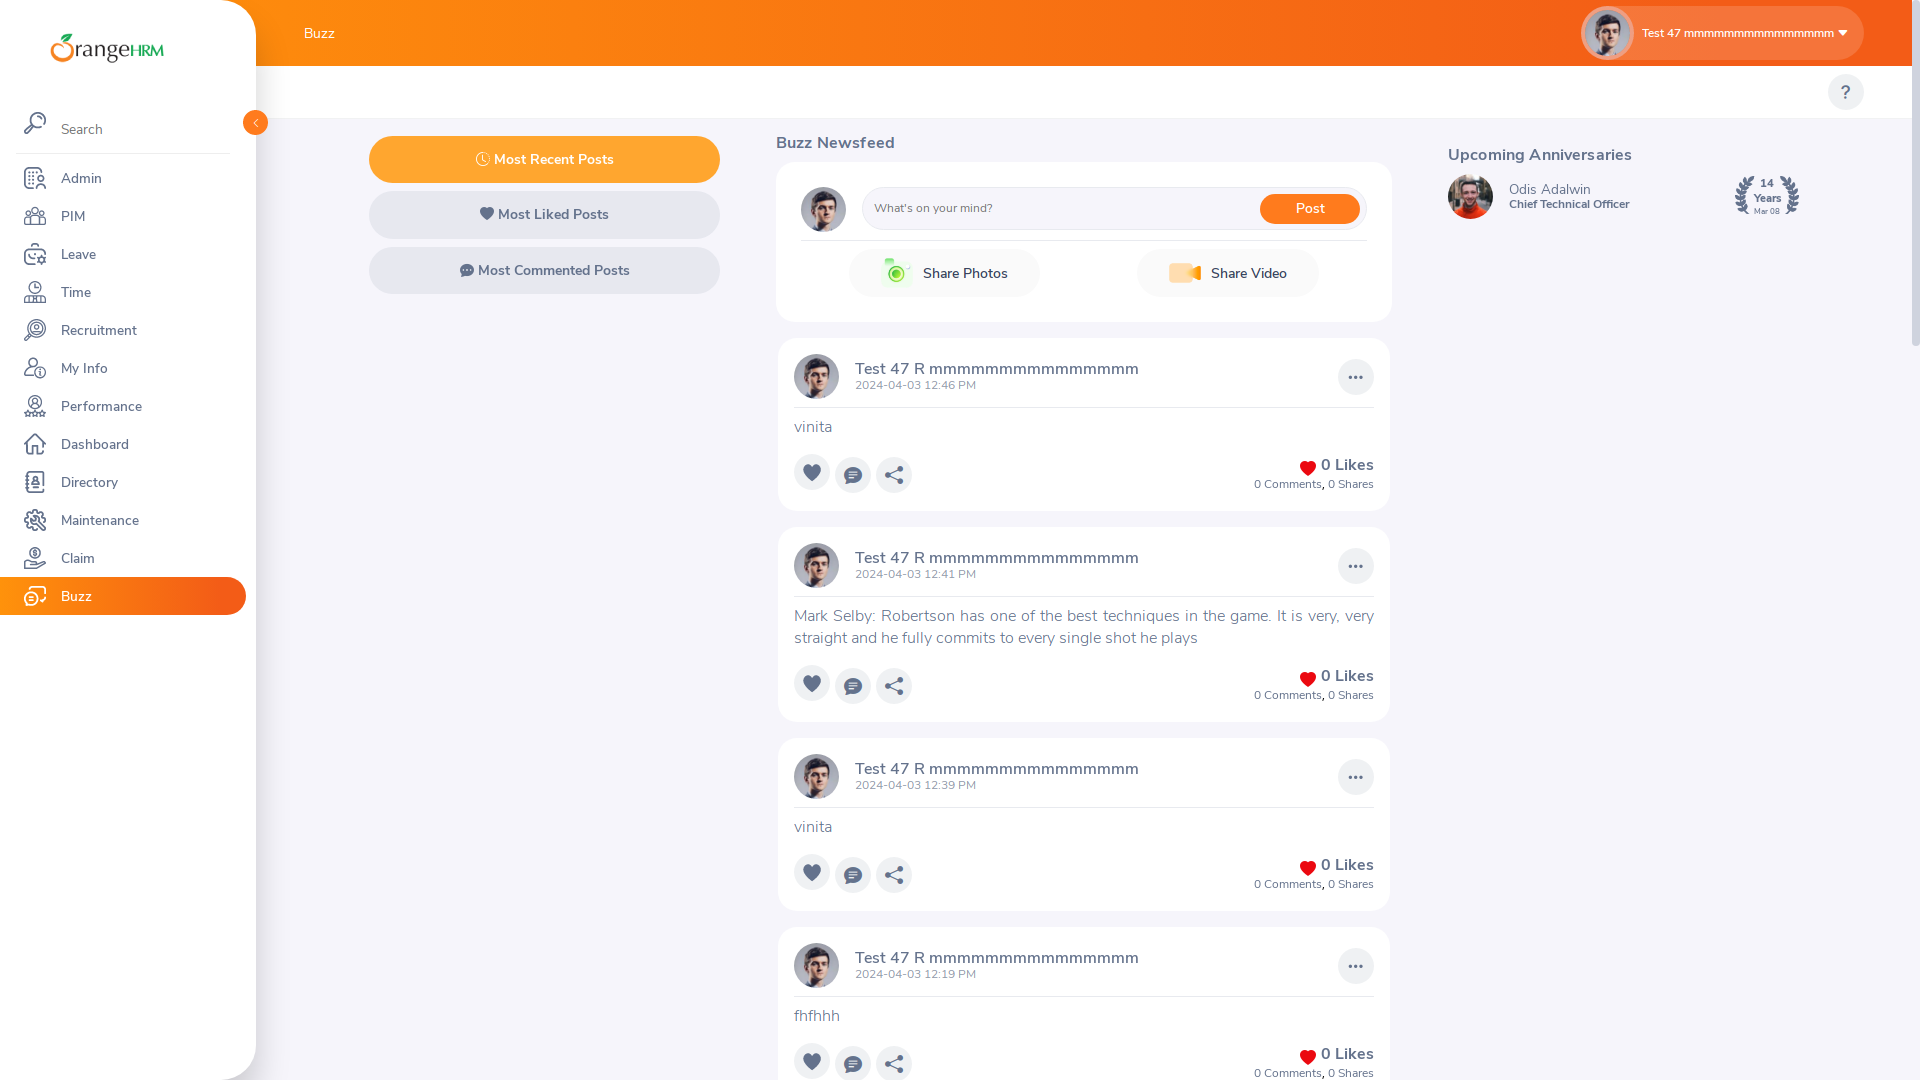 OrangeHRM
Search
Admin
PIM
Leave
Time
Recruitment
My Info
Performance
Dashboard
Directory
Maintenance
Claim
Buzz
Buzz
Test 47 mmmmmmmmmmmmmmm
?
Most Recent Posts
Most Liked Posts
Most Commented Posts
Buzz Newsfeed
What's on your mind?
Post
Share Photos
Share Video
Test 47 R mmmmmmmmmmmmmmm
2024-04-03 12:46 PM
vinita
0 Likes
0 Comments, 0 Shares
Test 47 R mmmmmmmmmmmmmmm
2024-04-03 12:41 PM
Mark Selby: Robertson has one of the best techniques in the game. It is very, very
straight and he fully commits to every single shot he plays
0 Likes
0 Comments, 0 Shares
Test 47 R mmmmmmmmmmmmmmm
2024-04-03 12:39 PM
vinita
0 Likes
0 Comments, 0 Shares
Test 47 R mmmmmmmmmmmmmmm
2024-04-03 12:19 PM
fhfhhh
0 Likes
0 Comments, 0 Shares
Upcoming Anniversaries
Odis Adalwin
Chief Technical Officer
14
Years
Mar 08